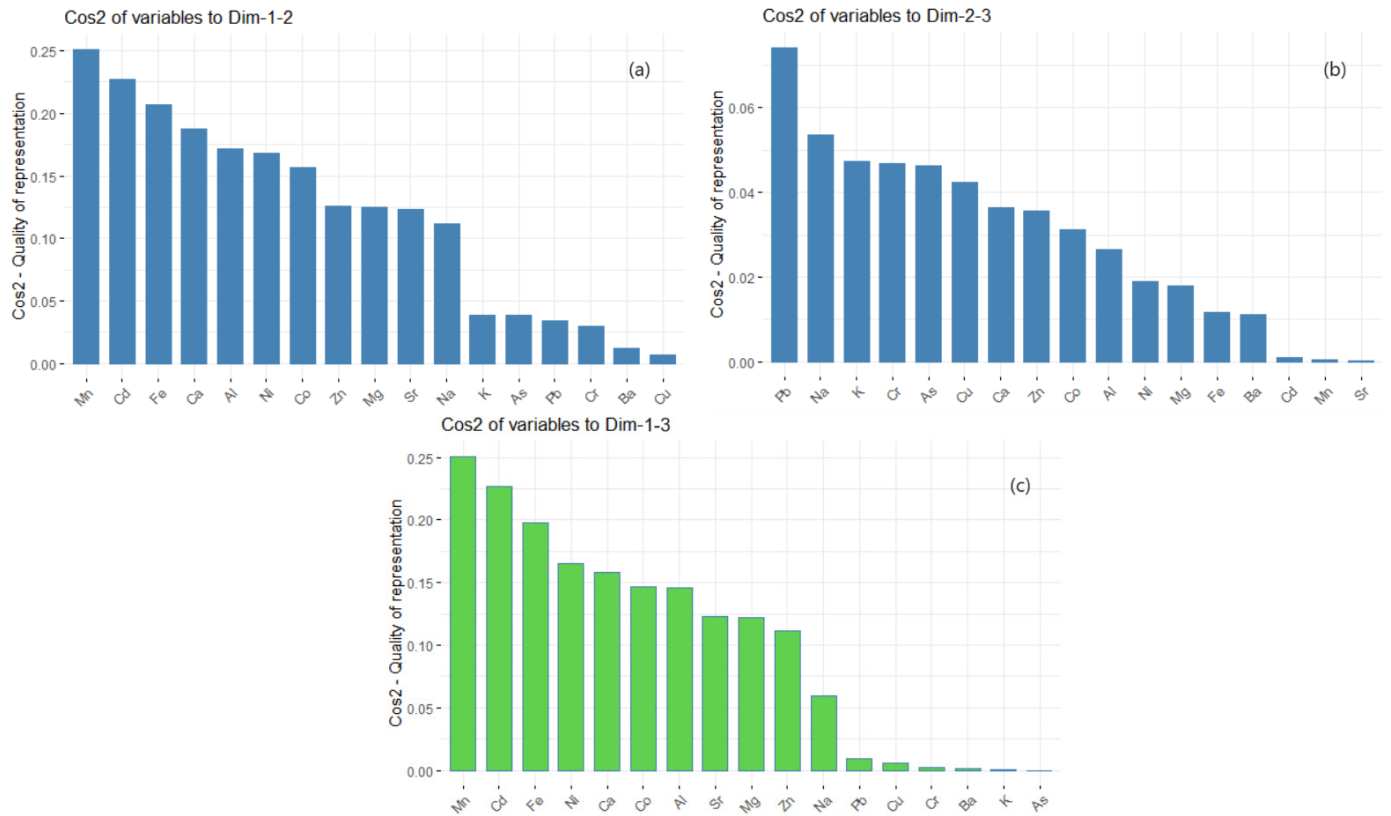 Cos2 of variables to Dim-1-2
(a)
Cos2 - Quality of representation
0.25
0.20
0.15
0.10
0.05
0.00
Mn Cd Fe Ca Al Ni Co Zn Mg Sr Na K As Pb Cr Ba Cu
Cos2 of variables to Dim-2-3
(b)
Cos2 - Quality of representation
0.06
0.04
0.02
0.00
Pb Na K Cr As Cu Ca Zn Co Al Ni Mg Fe Ba Cd Mn Sr
Cos2 of variables to Dim-1-3
(c)
Cos2 - Quality of representation
0.25
0.20
0.15
0.10
0.05
0.00
Mn Cd Fe Ni Ca Co Al Sr Mg Zn Na Pb Cu Cr Ba K As